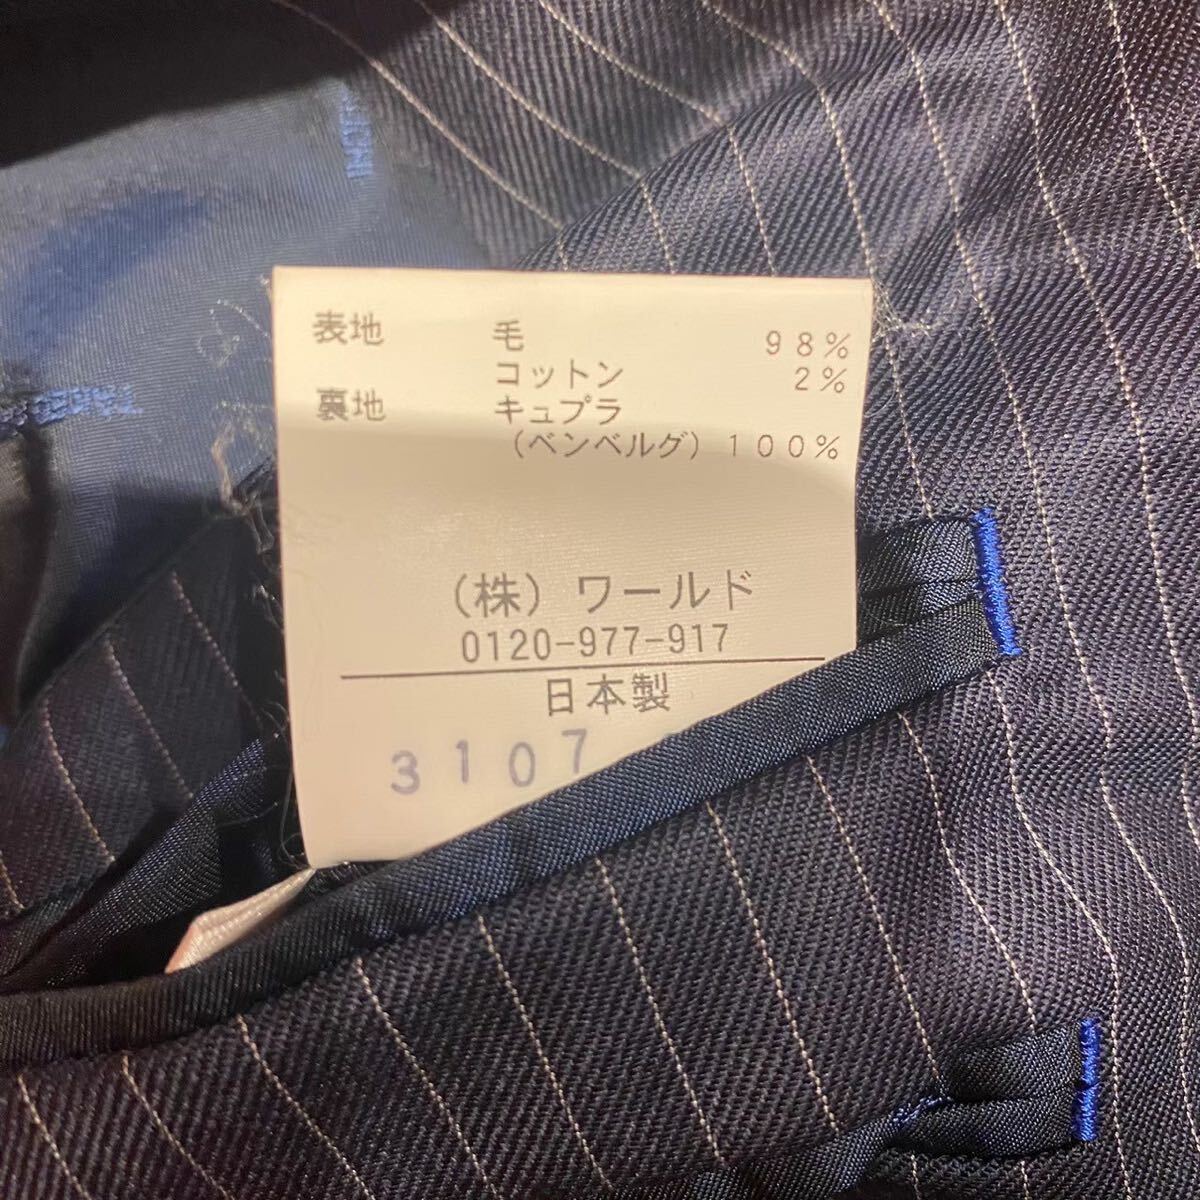 表地 毛 98%
コットン 2%
裏地 キュプラ
(ベンベルグ) 100%
(株) ワールド
0120-977-917
日本製
3107